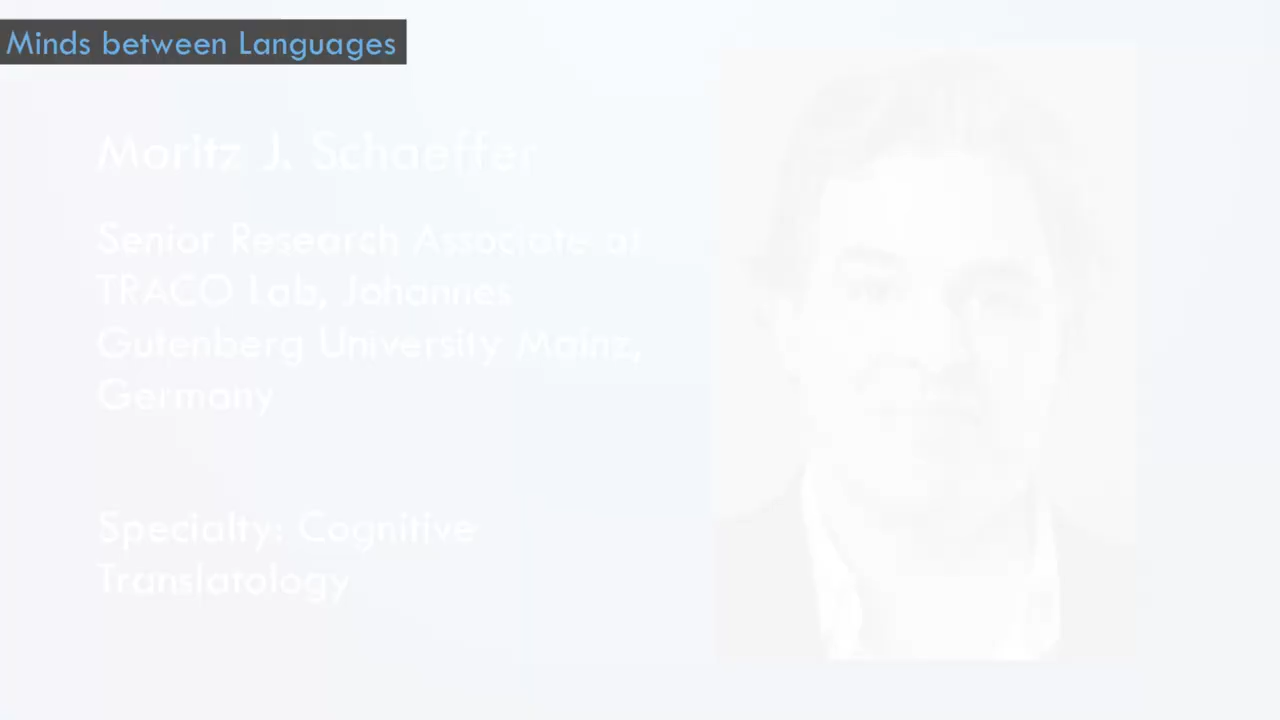 Minds between Languages
Moritz J. Schaeffer
Senior Research Associate at
TRACO Lab, Johannes
Gutenberg University Mainz,
Germany
Specialty: Cognitive
Translatology